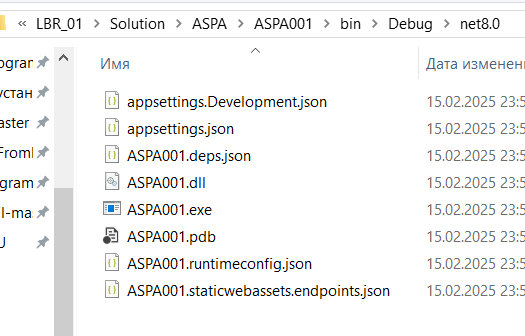 « LBR_01 › Solution › ASPA › ASPA001 › bin › Debug › net8.0
Имя Дата изменен
appsettings.Development.json 15.02.2025 23:5
appsettings.json 15.02.2025 23:5
ASPA001.deps.json 15.02.2025 23:5
ASPA001.dll 15.02.2025 23:5
ASPA001.exe 15.02.2025 23:5
ASPA001.pdb 15.02.2025 23:5
ASPA001.runtimeconfig.json 15.02.2025 23:5
ASPA001.staticwebassets.endpoints.json 15.02.2025 23:5
ogran
устан
aster
From
gram
l-ma